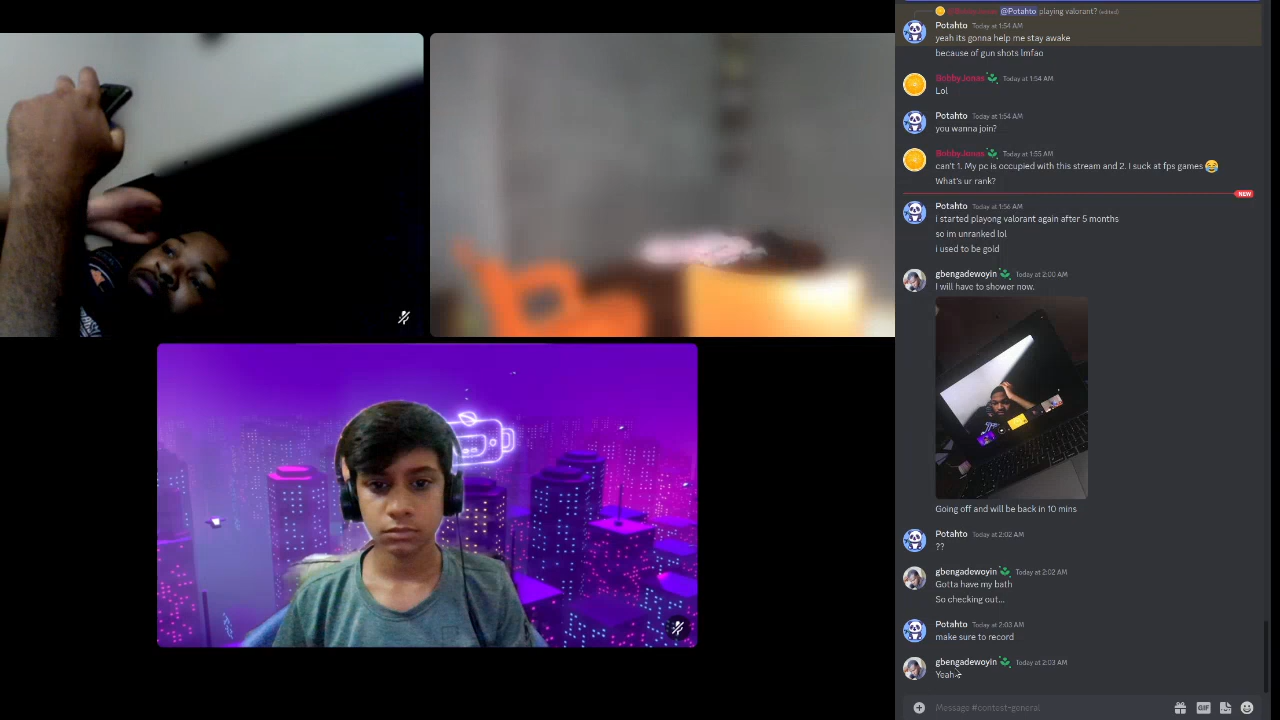 @Potahto playing valorant? (edited)
Potahto Today at 1:54 AM
yeah its gonna help me stay awake
because of gun shots lmfao
BobbyJonas Today at 1:54 AM
Lol
Potahto Today at 1:54 AM
you wanna join?
BobbyJonas Today at 1:55 AM
can't 1. My pc is occupied with this stream and 2. I suck at fps games 😂
What's ur rank?
NEW
Potahto Today at 1:56 AM
i started playong valorant again after 5 months
so im unranked lol
i used to be gold
gbengadewoyin Today at 2:00 AM
I will have to shower now.
Going off and will be back in 10 mins
Potahto Today at 2:02 AM
??
gbengadewoyin Today at 2:02 AM
Gotta have my bath
So checking out...
Potahto Today at 2:03 AM
make sure to record
gbengadewoyin Today at 2:03 AM
Yeah
Message #contest-general
GIF